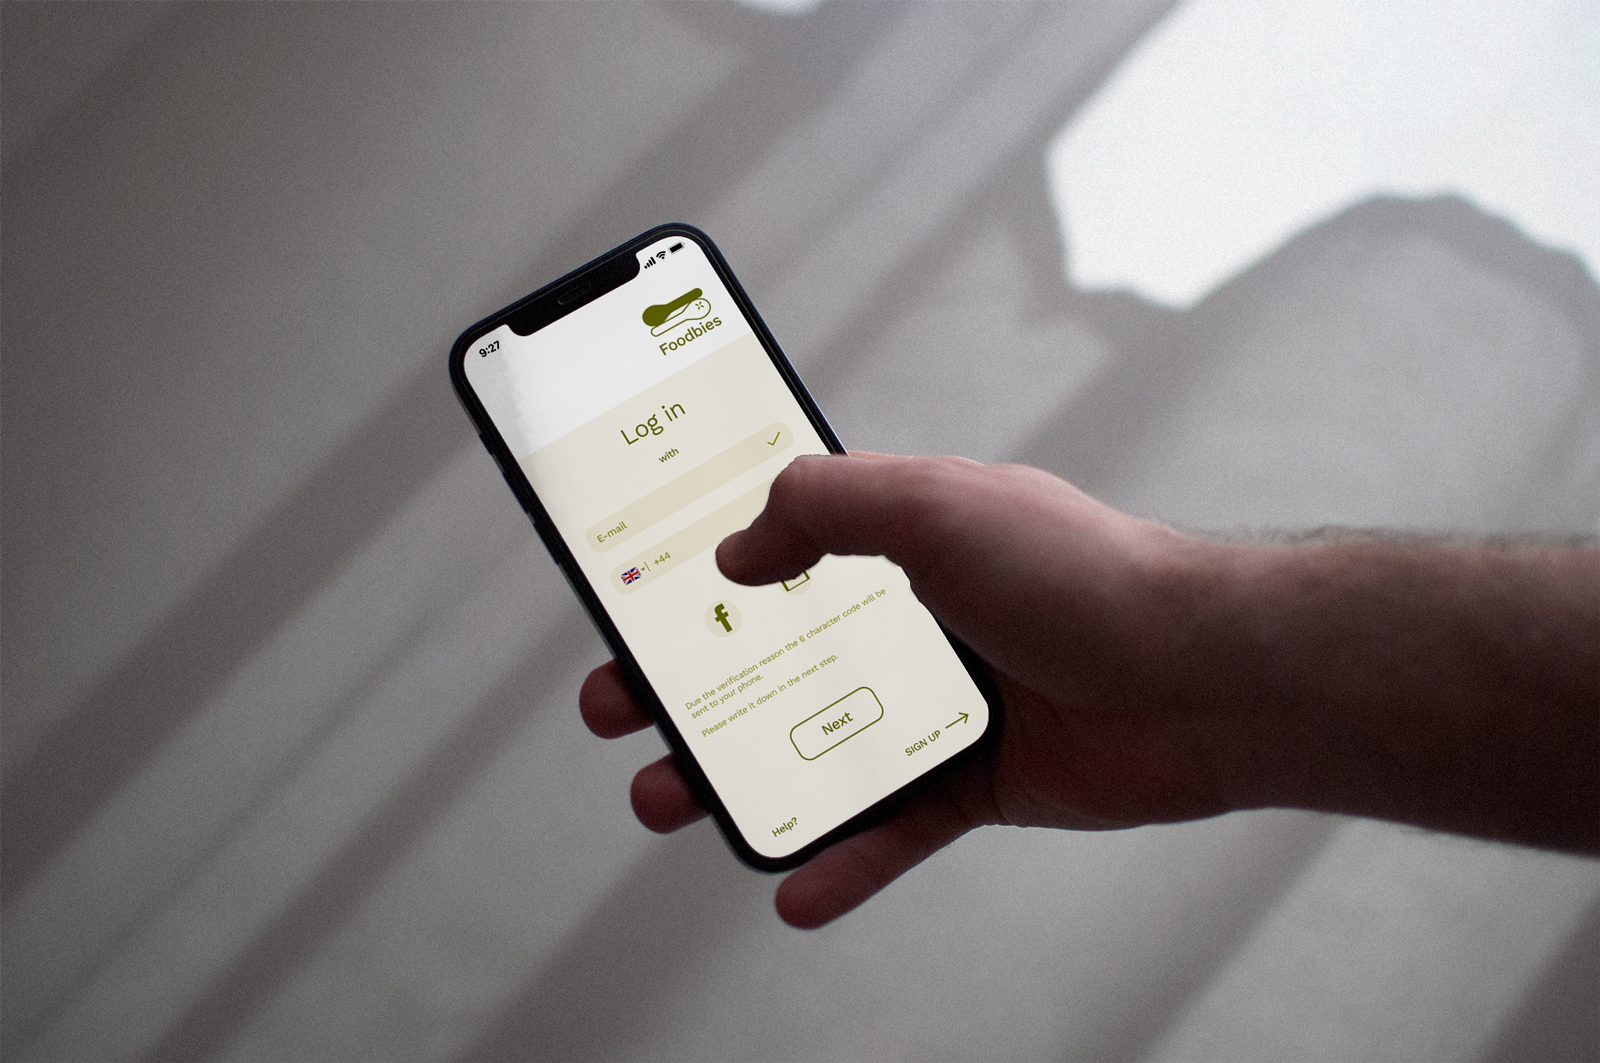 9:27
Foodbies
Log in
with
E-mail
+44
f
Due the verification reason the 6 character code will be
sent to your phone.
Please write it down in the next step.
Next
SIGN UP
Help?